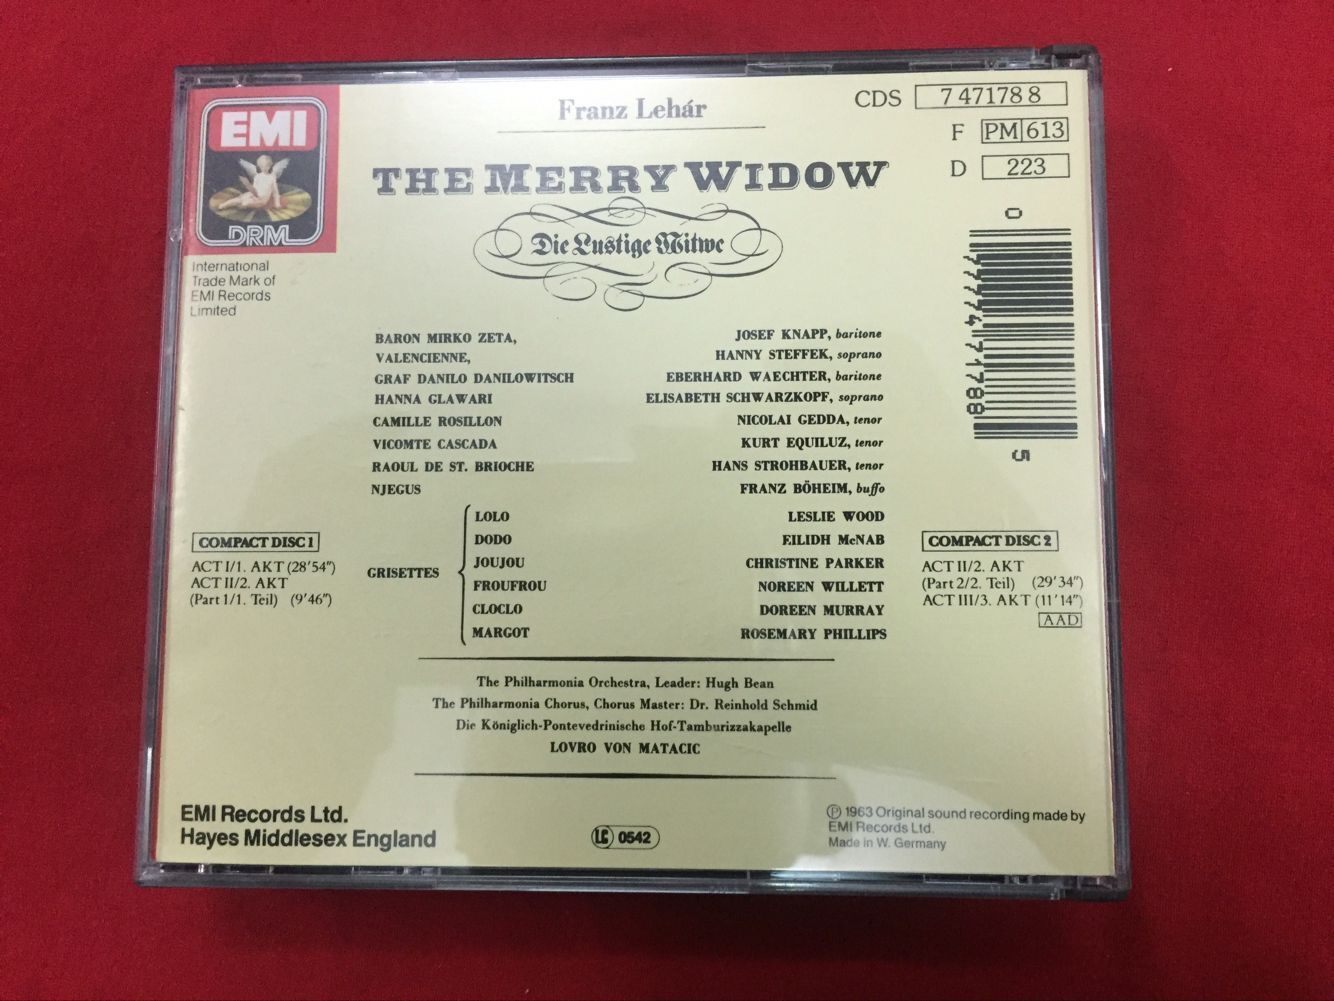 EMI
DRM
International
Trade Mark of
EMI Records
Limited
Franz Lehár
CDS 7 47178 8
F PM 613
D 223
THE MERRY WIDOW
Die Lustige Witwe
0 77774 71788 5
BARON MIRKO ZETA, JOSEF KNAPP, baritone
VALENCIENNE, HANNY STEFFEK, soprano
GRAF DANILO DANILOWITSCH EBERHARD WAECHTER, baritone
HANNA GLAWARI ELISABETH SCHWARZKOPF, soprano
CAMILLE ROSILLON NICOLAI GEDDA, tenor
VICOMTE CASCADA KURT EQUILUZ, tenor
RAOUL DE ST. BRIOCHE HANS STROHBAUER, tenor
NJEGUS FRANZ BÖHEIM, buffo
GRISETTES
LOLO LESLIE WOOD
DODO EILIDH McNAB
JOUJOU CHRISTINE PARKER
FROUFROU NOREEN WILLETT
CLOCLO DOREEN MURRAY
MARGOT ROSEMARY PHILLIPS
COMPACT DISC 1
ACT I/1. AKT (28'54")
ACT II/2. AKT
(Part 1/1. Teil) (9'46")
COMPACT DISC 2
ACT II/2. AKT
(Part 2/2. Teil) (29'34")
ACT III/3. AKT (11'14")
AAD
The Philharmonia Orchestra, Leader: Hugh Bean
The Philharmonia Chorus, Chorus Master: Dr. Reinhold Schmid
Die Königlich-Pontevedrinische Hof-Tamburizzakapelle
LOVRO VON MATACIC
EMI Records Ltd.
Hayes Middlesex England
LC 0542
Ⓟ 1963 Original sound recording made by
EMI Records Ltd.
Made in W. Germany